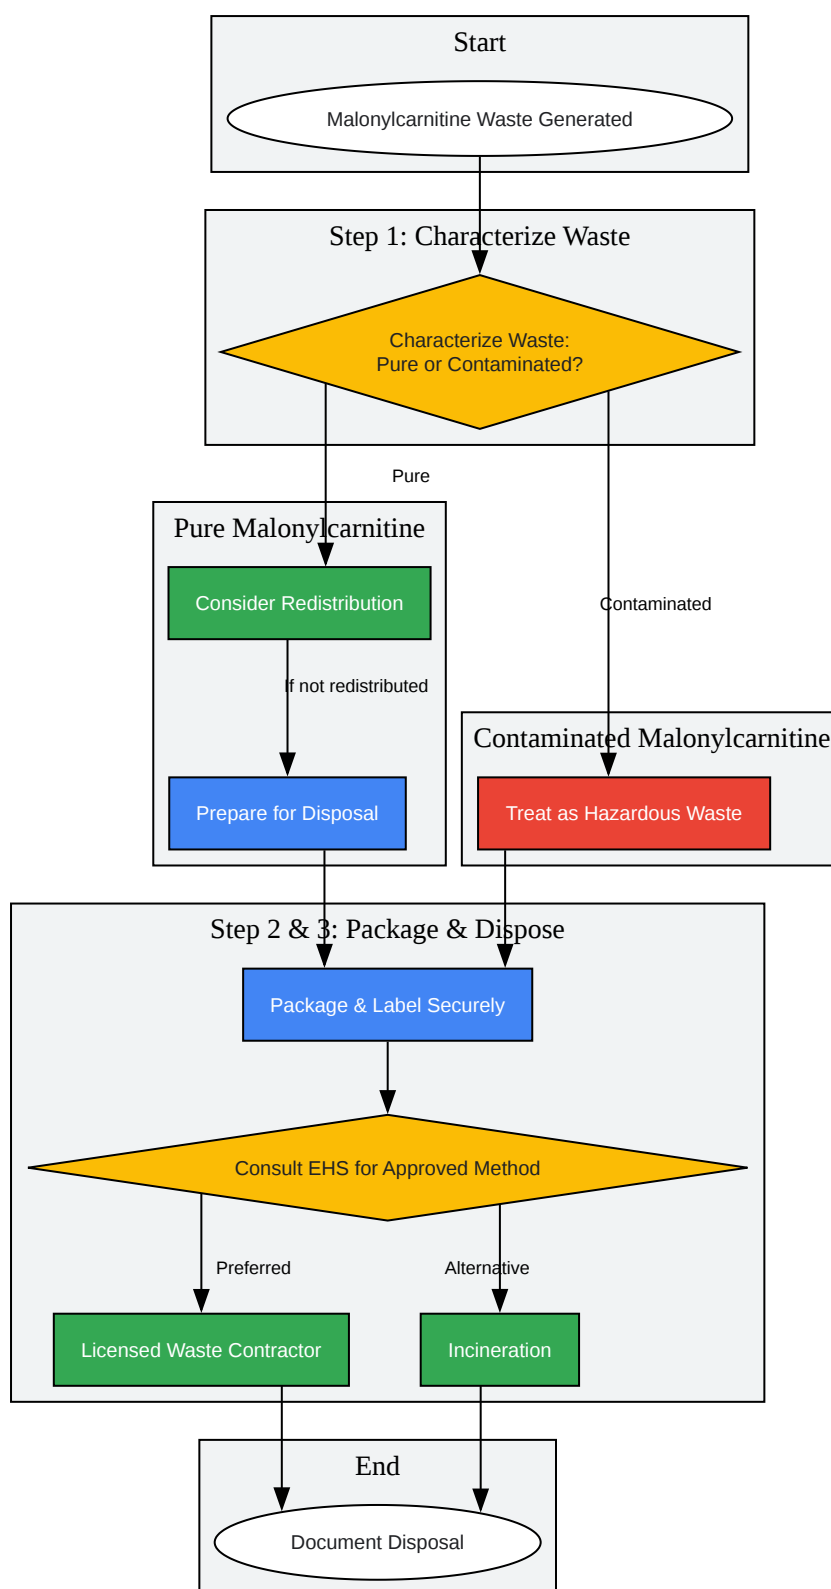 Start
Malonylcarnitine Waste Generated
Step 1: Characterize Waste
Characterize Waste:
Pure or Contaminated?
Pure
Pure Malonylcarnitine
Consider Redistribution
Contaminated
If not redistributed
Contaminated Malonylcarnitine
Prepare for Disposal
Treat as Hazardous Waste
Step 2 & 3: Package & Dispose
Package & Label Securely
Consult EHS for Approved Method
Preferred
Alternative
Licensed Waste Contractor
Incineration
End
Document Disposal